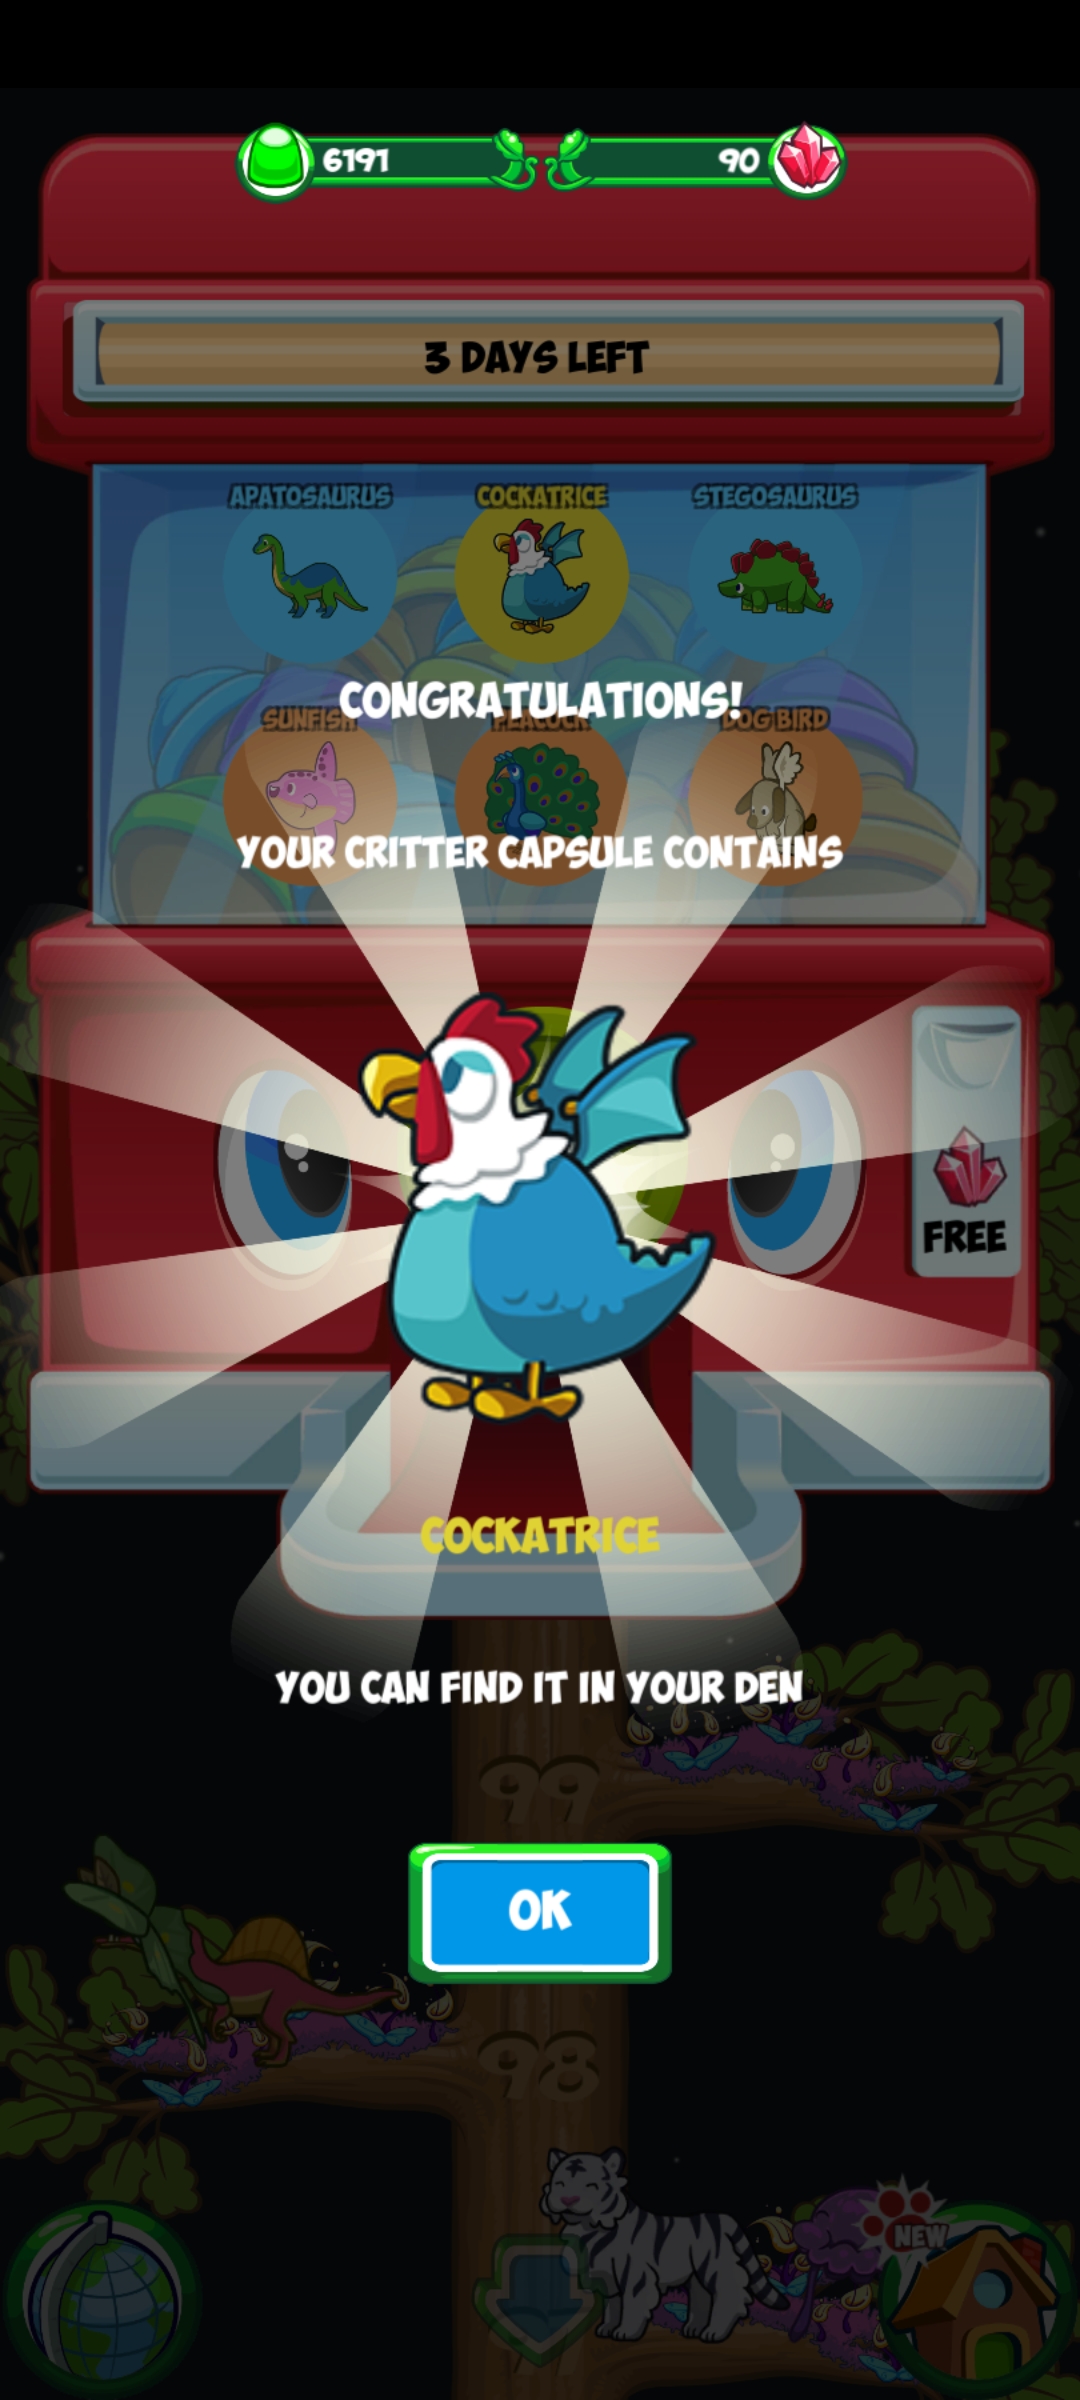 6191
90
3 DAYS LEFT
APATOSAURUS
COCKATRICE
STEGOSAURUS
CONGRATULATIONS!
SUNFISH
PEACOCK
DOG BIRD
YOUR CRITTER CAPSULE CONTAINS
FREE
COCKATRICE
YOU CAN FIND IT IN YOUR DEN
99
OK
98
NEW